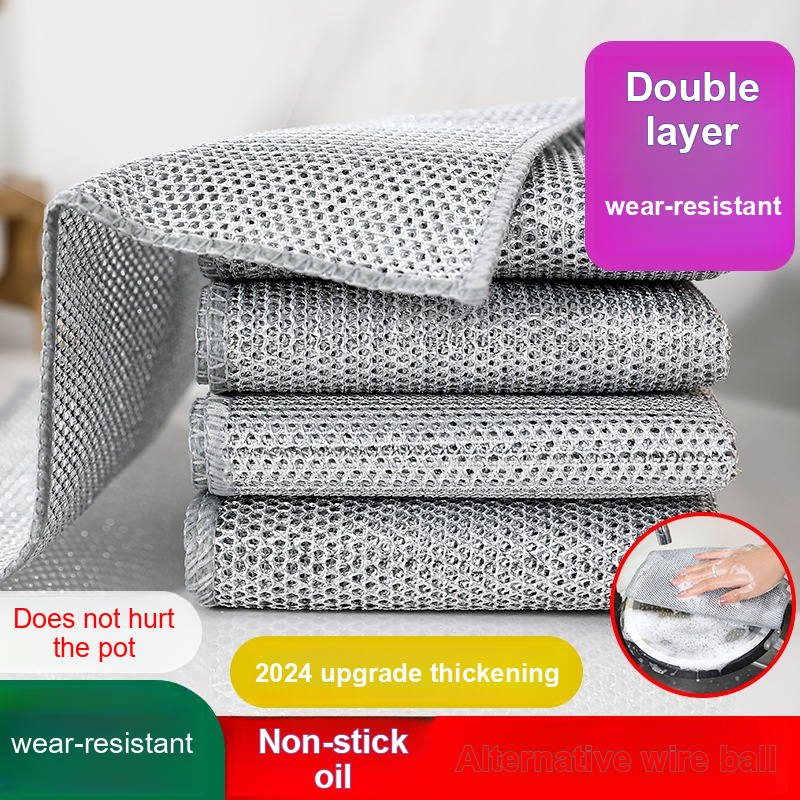 Double
layer
wear-resistant
Does not hurt
the pot
2024 upgrade thickening
wear-resistant
Non-stick
oil
Alternative wire ball